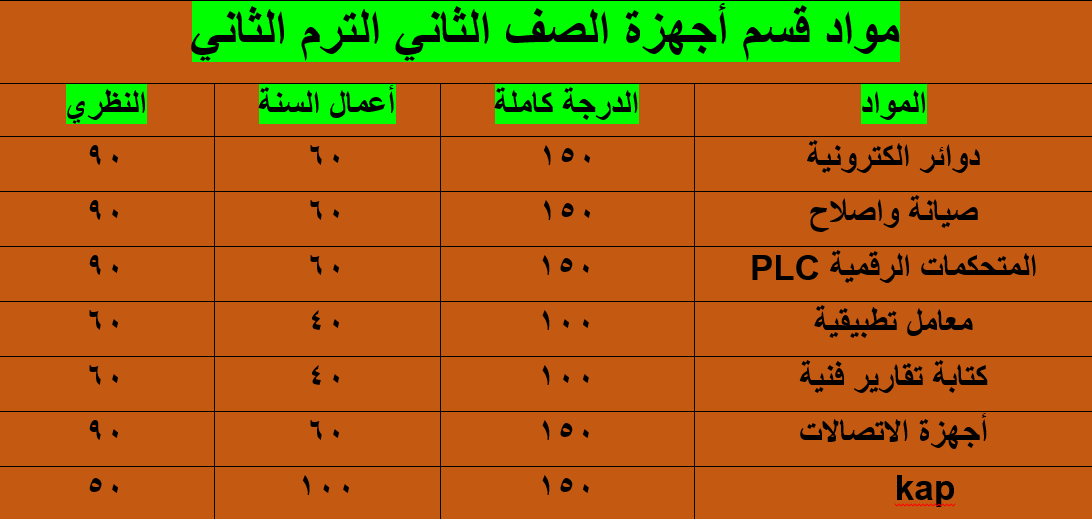 مواد قسم أجهزة الصف الثاني الترم الثاني
المواد الدرجة كاملة أعمال السنة النظري
دوائر الكترونية ١٥٠ ٦٠ ٩٠
صيانة واصلاح ١٥٠ ٦٠ ٩٠
المتحكمات الرقمية PLC ١٥٠ ٦٠ ٩٠
معامل تطبيقية ١٠٠ ٤٠ ٦٠
كتابة تقارير فنية ١٠٠ ٤٠ ٦٠
أجهزة الاتصالات ١٥٠ ٦٠ ٩٠
kap ١٥٠ ١٠٠ ٥٠